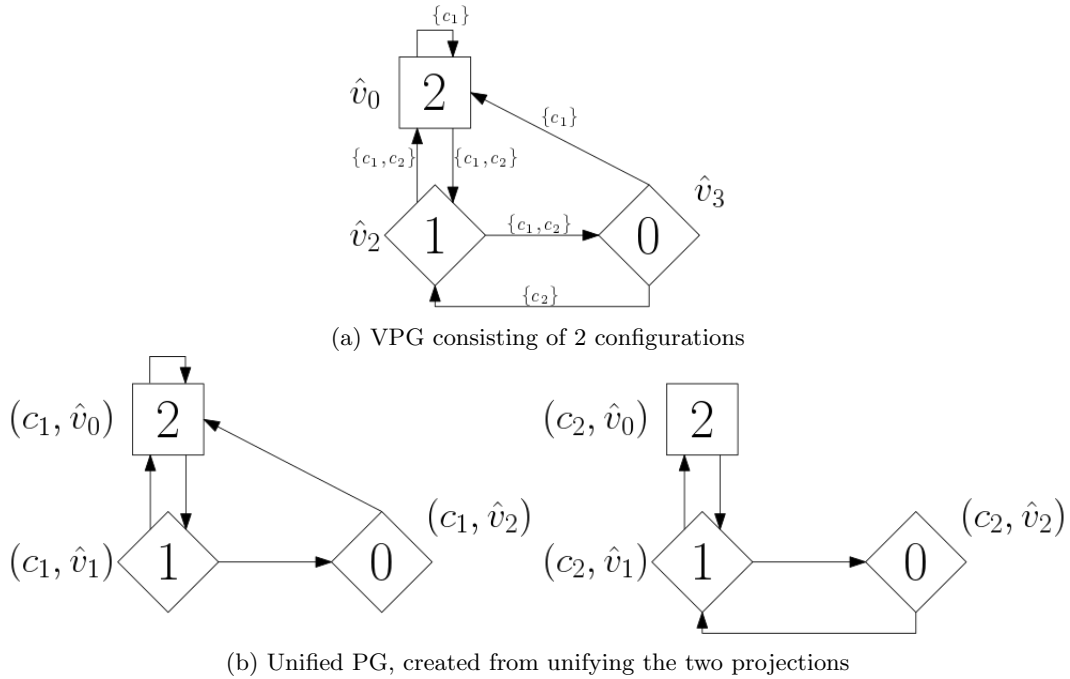 {c₁}
v̂₀ 2
{c₁}
{c₁, c₂} {c₁, c₂}
v̂₃
v̂₂ 1 {c₁, c₂} 0
{c₂}
(a) VPG consisting of 2 configurations
(c₁, v̂₀) 2 (c₂, v̂₀) 2
(c₁, v̂₂) (c₂, v̂₂)
(c₁, v̂₁) 1 0 (c₂, v̂₁) 1 0
(b) Unified PG, created from unifying the two projections